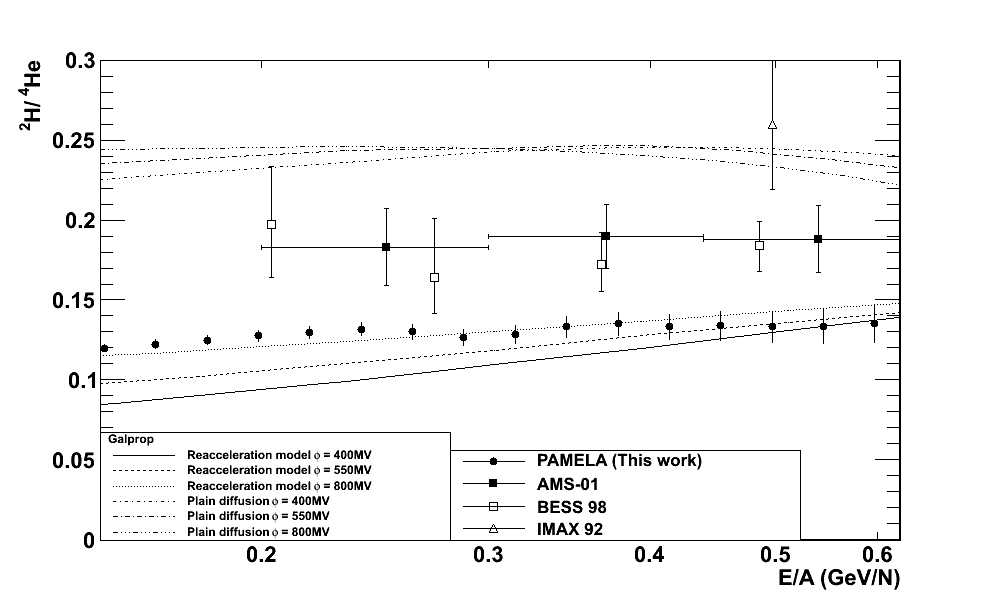 ²H/ ⁴He
0.3
0.25
0.2
0.15
0.1
0.05
0
Galprop
Reacceleration model ϕ = 400MV
Reacceleration model ϕ = 550MV
Reacceleration model ϕ = 800MV
Plain diffusion ϕ = 400MV
Plain diffusion ϕ = 550MV
Plain diffusion ϕ = 800MV
PAMELA (This work)
AMS-01
BESS 98
IMAX 92
0.2 0.3 0.4 0.5 0.6
E/A (GeV/N)